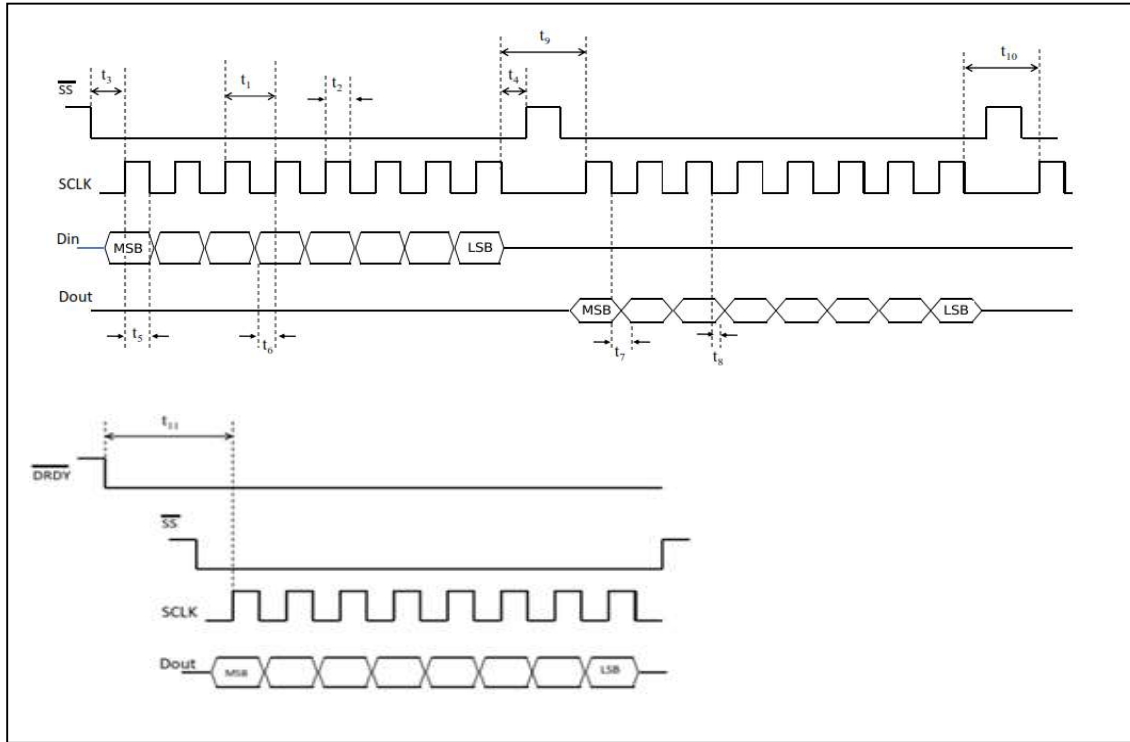 t9
t10
t3
t1
t2
t4
SS
SCLK
Din
MSB
LSB
Dout
MSB
LSB
t5
t6
t7
t8
t11
DRDY
SS
SCLK
Dout
MSB
LSB